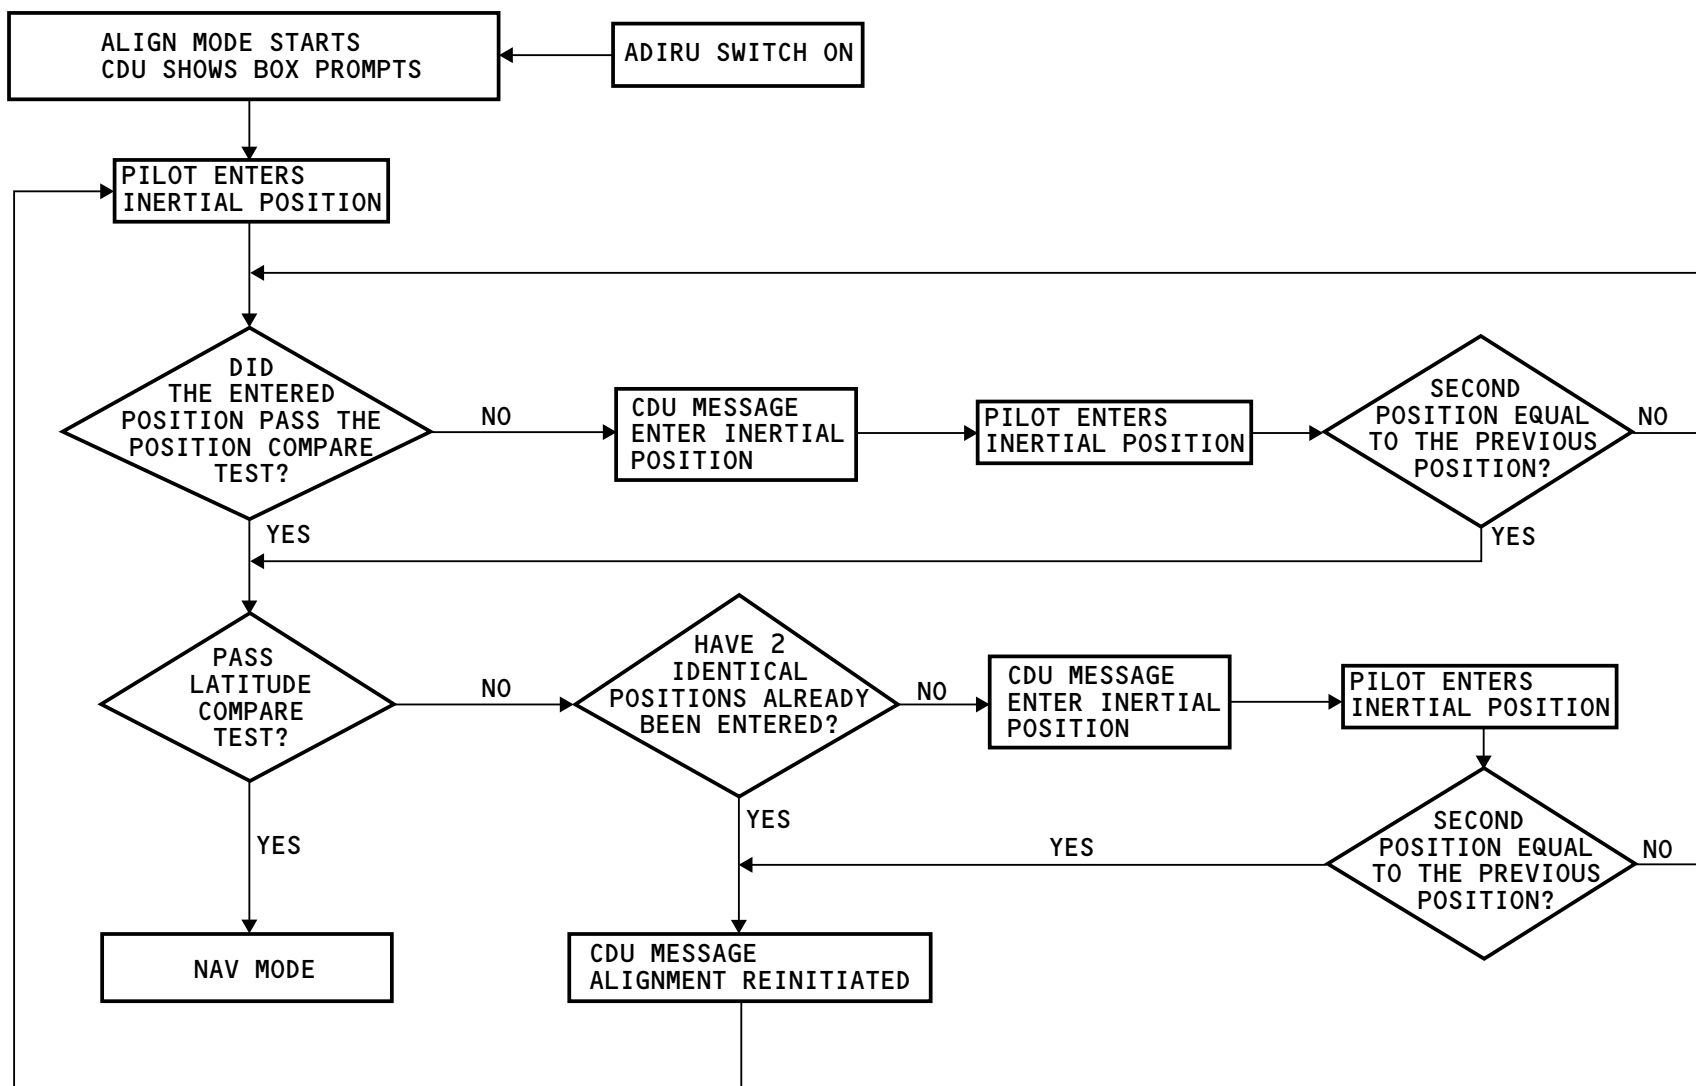 ALIGN MODE STARTS
CDU SHOWS BOX PROMPTS
ADIRU SWITCH ON
PILOT ENTERS
INERTIAL POSITION
DID
THE ENTERED
POSITION PASS THE
POSITION COMPARE
TEST?
NO
CDU MESSAGE
ENTER INERTIAL
POSITION
PILOT ENTERS
INERTIAL POSITION
SECOND
POSITION EQUAL
TO THE PREVIOUS
POSITION?
NO
YES
YES
PASS
LATITUDE
COMPARE
TEST?
NO
HAVE 2
IDENTICAL
POSITIONS ALREADY
BEEN ENTERED?
NO
CDU MESSAGE
ENTER INERTIAL
POSITION
PILOT ENTERS
INERTIAL POSITION
YES
YES
YES
SECOND
POSITION EQUAL
TO THE PREVIOUS
POSITION?
NO
NAV MODE
CDU MESSAGE
ALIGNMENT REINITIATED